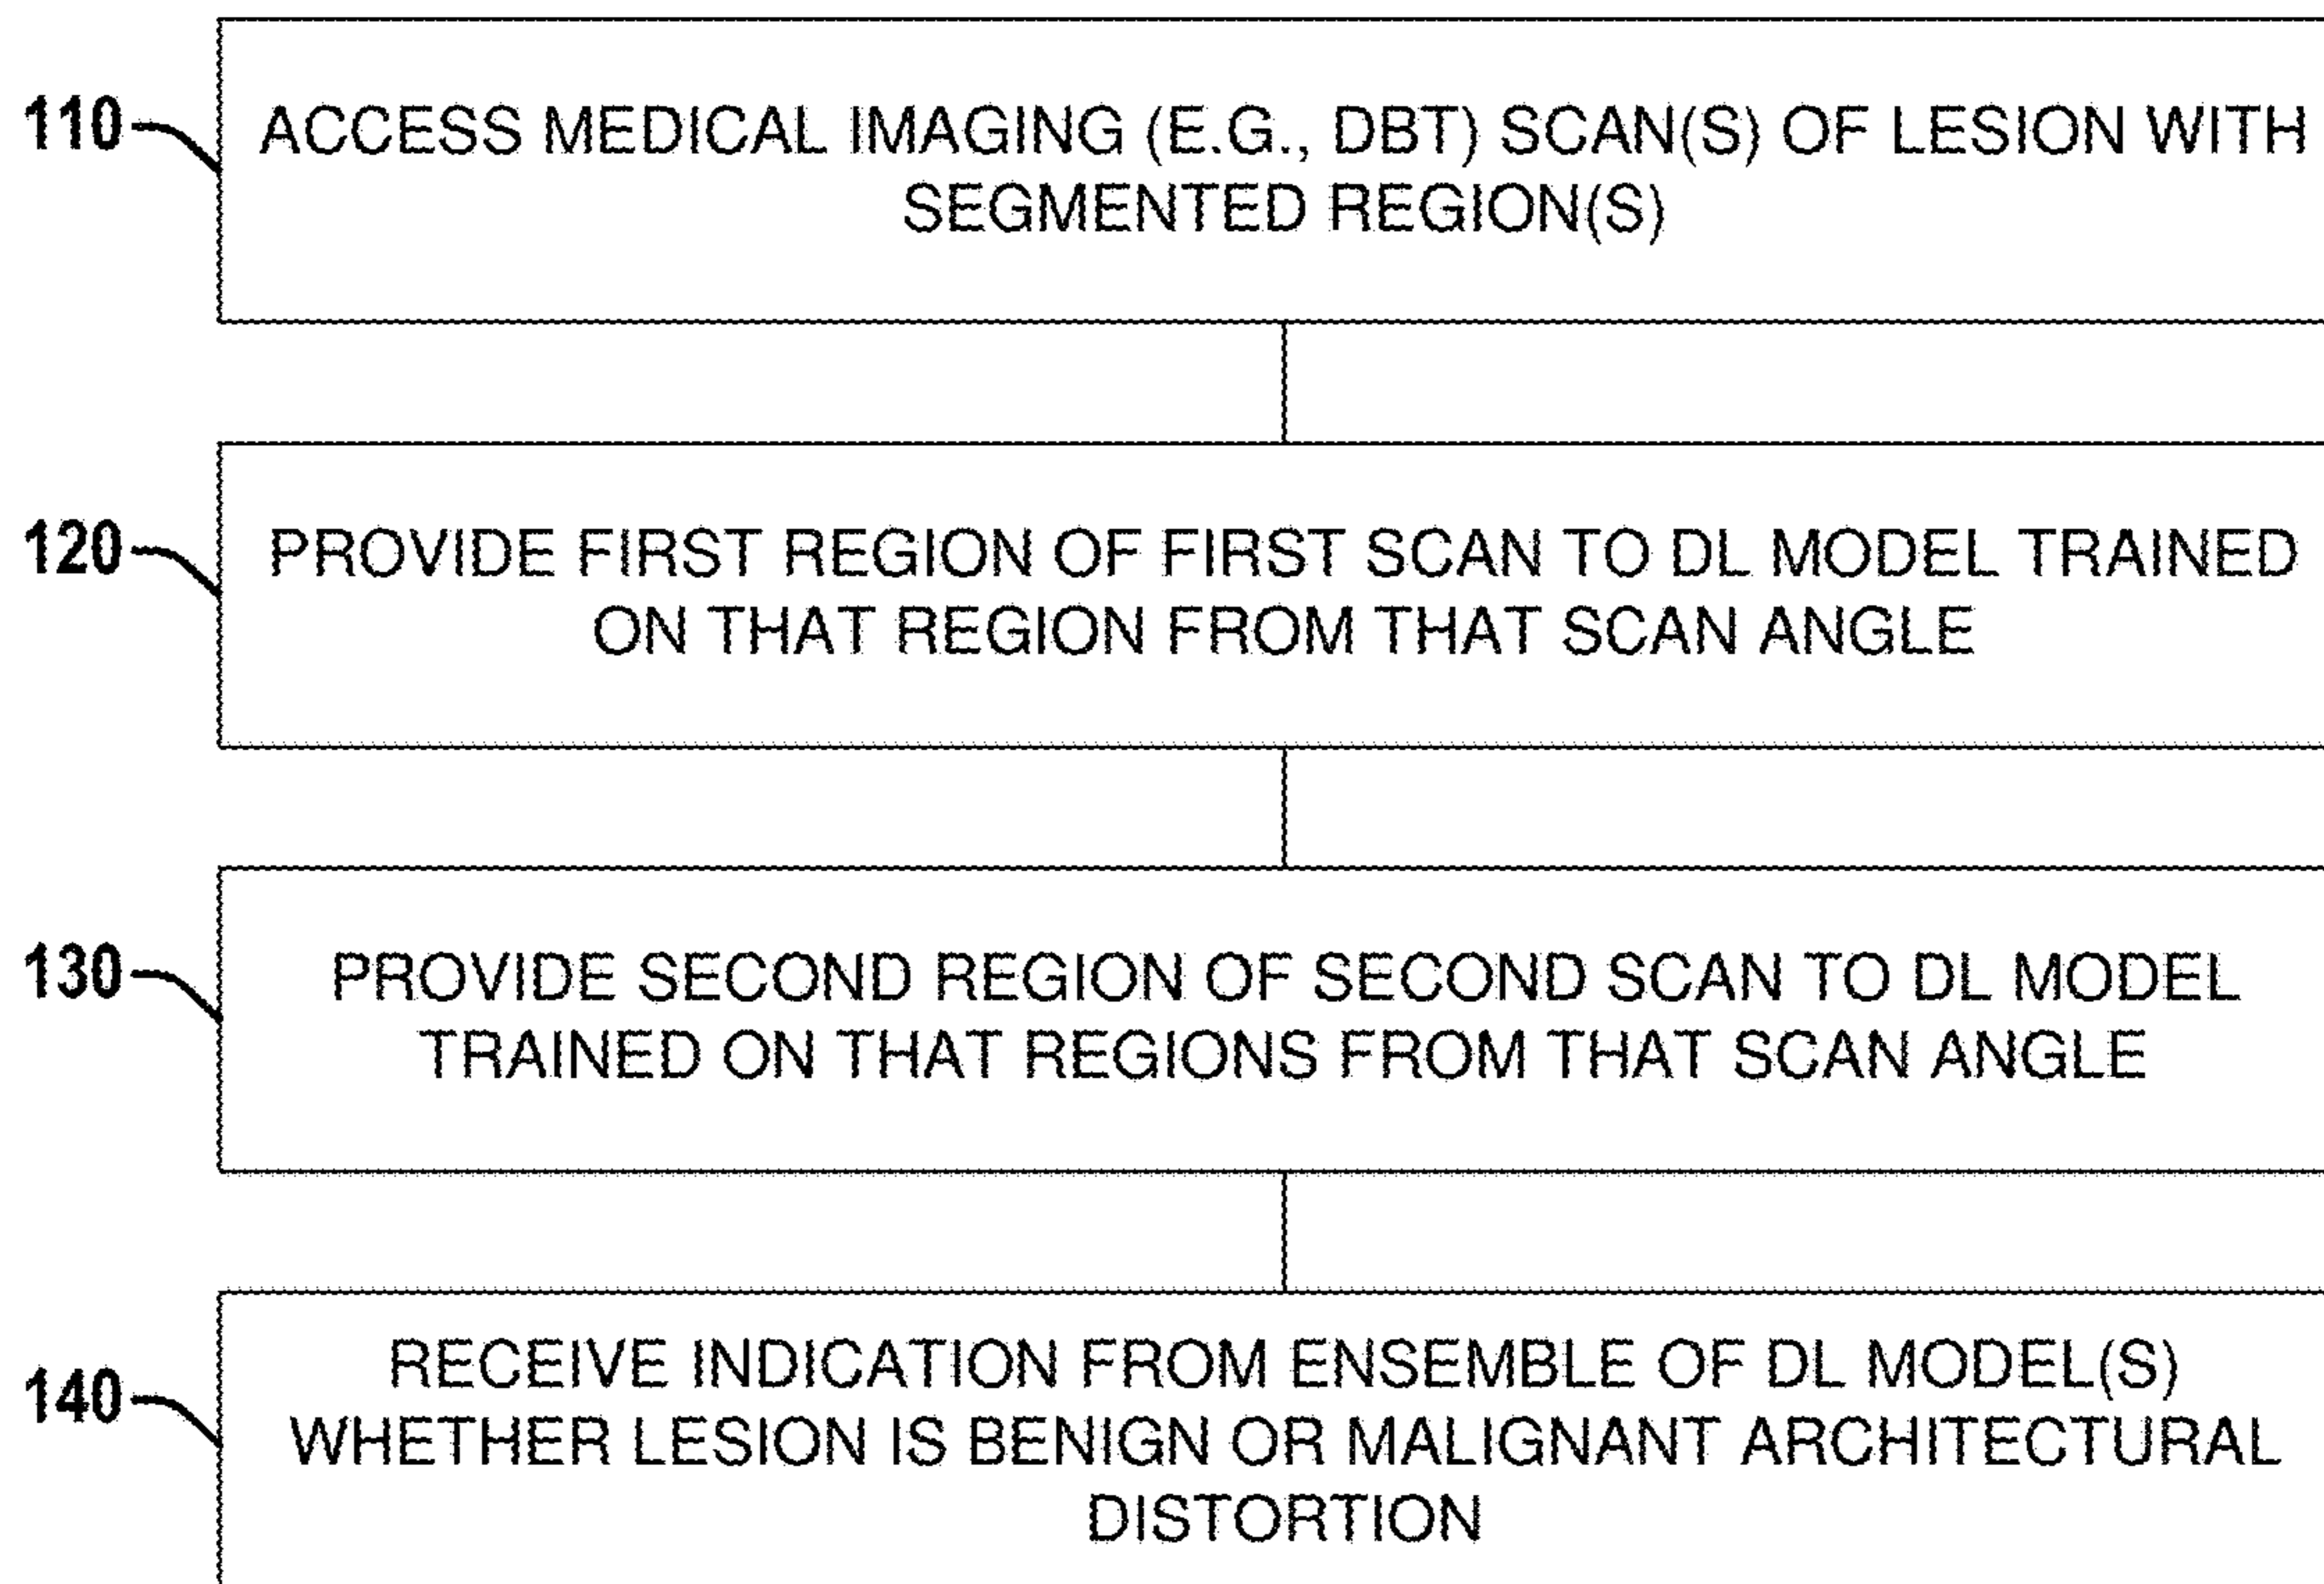 110
ACCESS MEDICAL IMAGING (E.G., DBT) SCAN(S) OF LESION WITH
SEGMENTED REGION(S)
120
PROVIDE FIRST REGION OF FIRST SCAN TO DL MODEL TRAINED
ON THAT REGION FROM THAT SCAN ANGLE
130
PROVIDE SECOND REGION OF SECOND SCAN TO DL MODEL
TRAINED ON THAT REGIONS FROM THAT SCAN ANGLE
140
RECEIVE INDICATION FROM ENSEMBLE OF DL MODEL(S)
WHETHER LESION IS BENIGN OR MALIGNANT ARCHITECTURAL
DISTORTION